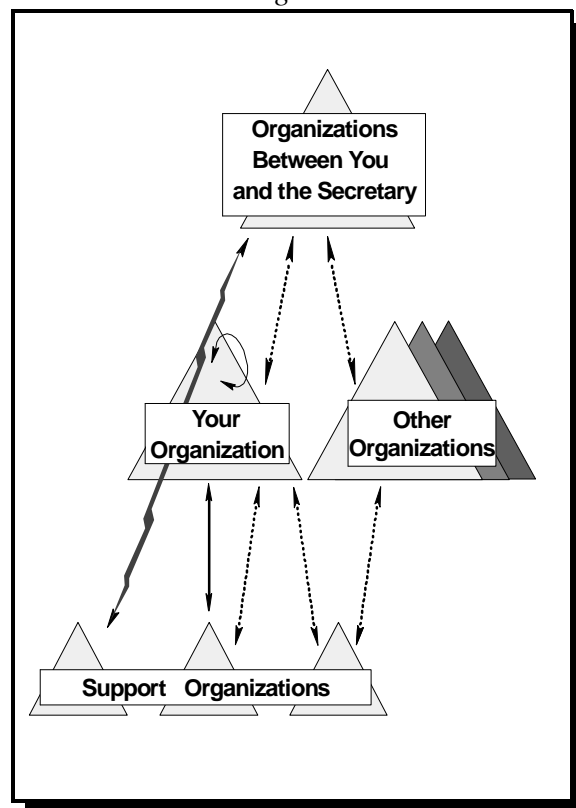 Organizations
Between You
and the Secretary
Your
Organization
Other
Organizations
Support Organizations